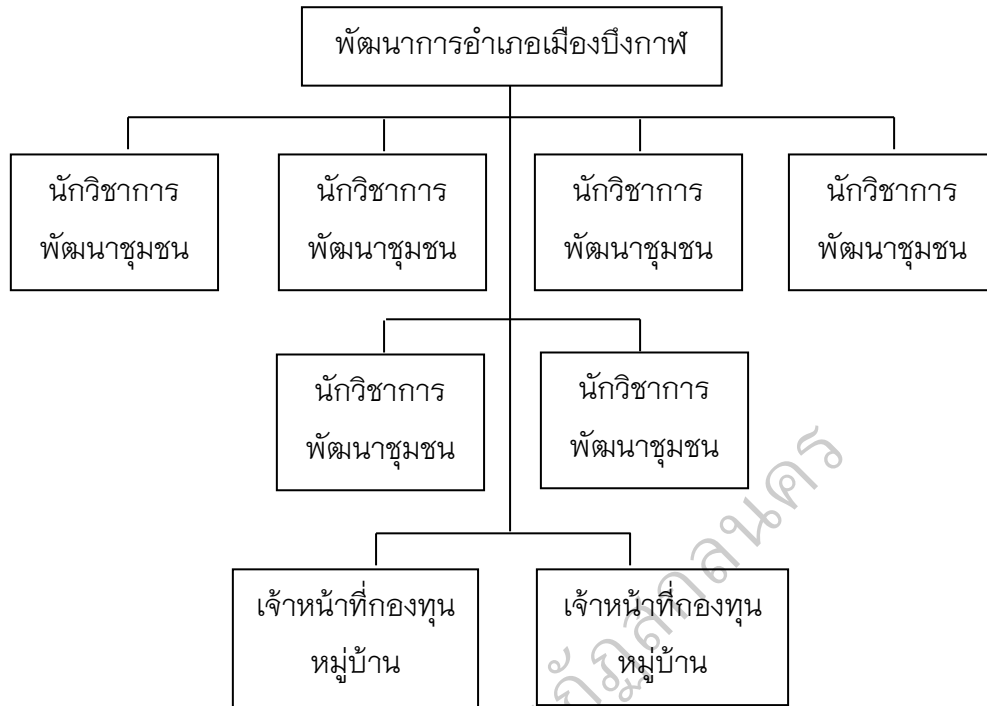 พัฒนาการอำเภอเมืองบึงกาฬ
นักวิชาการ
พัฒนาชุมชน
นักวิชาการ
พัฒนาชุมชน
นักวิชาการ
พัฒนาชุมชน
นักวิชาการ
พัฒนาชุมชน
นักวิชาการ
พัฒนาชุมชน
นักวิชาการ
พัฒนาชุมชน
เจ้าหน้าที่กองทุน
หมู่บ้าน
เจ้าหน้าที่กองทุน
หมู่บ้าน